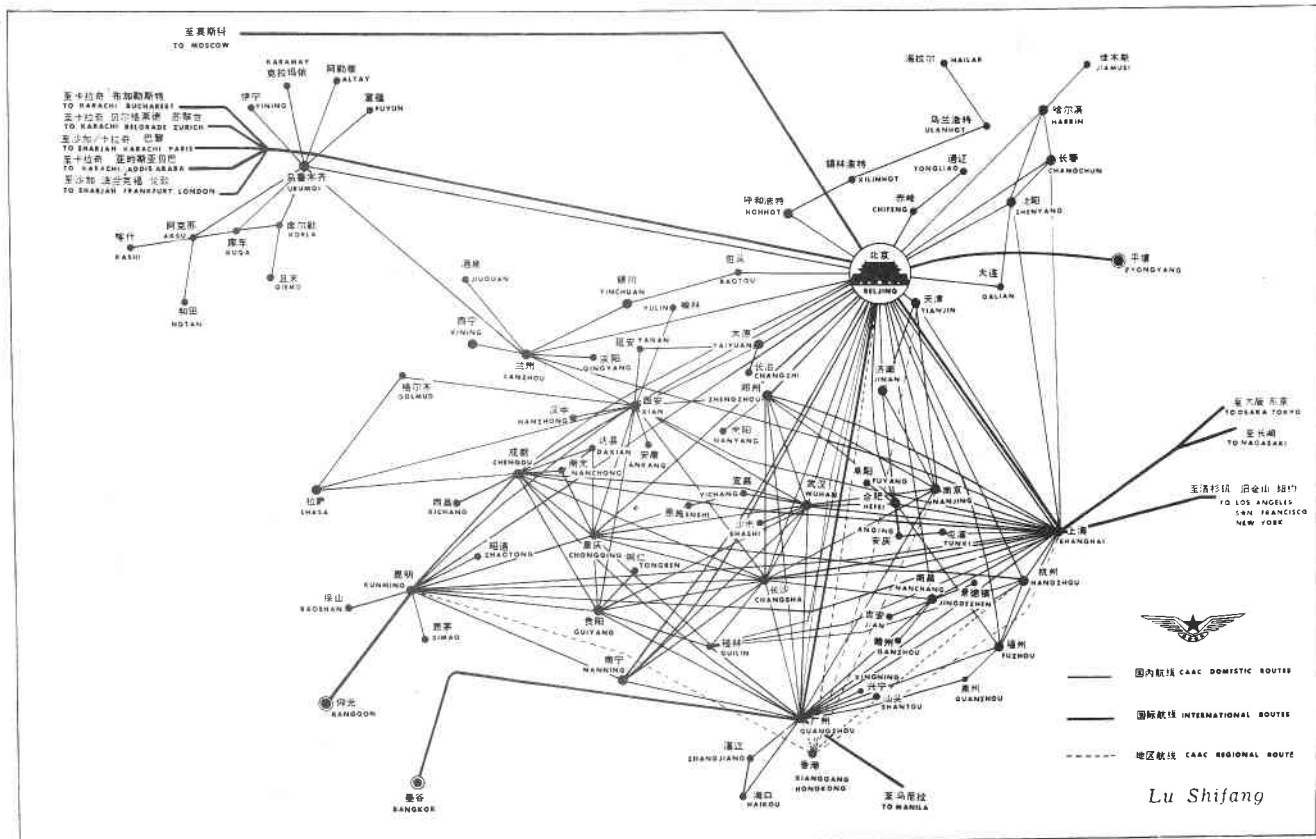 至莫斯科
TO MOSCOW
KARAMAY
克拉玛依
阿勒泰
ALTAY
伊宁
YINING
富蕴
FUYUN
至卡拉奇 布加勒斯特
TO KARACHI BUCHAREST
至卡拉奇 贝尔格莱德 苏黎世
TO KARACHI BELGRADE ZURICH
至沙加/卡拉奇 巴黎
TO SHARJAH KARACHI PARIS
至卡拉奇 亚的斯亚贝巴
TO KARACHI ADDIS ABABA
至沙加 法兰克福 伦敦
TO SHARJAH FRANKFURT LONDON
乌鲁木齐
URUMQI
喀什
KASHI
阿克苏
AKSU
库车
KUQA
库尔勒
KORLA
且末
QIEMO
和田
HOTAN
海拉尔
HAILAR
佳木斯
JIAMUSI
哈尔滨
HARBIN
乌兰浩特
ULANHOT
通辽
TONGLIAO
长春
CHANGCHUN
锡林浩特
XILINHOT
赤峰
CHIFENG
沈阳
SHENYANG
呼和浩特
HOHHOT
北京
BEIJING
平壤
PYONGYANG
大连
DALIAN
天津
TIANJIN
包头
BAOTOU
酒泉
JIUQUAN
银川
YINCHUAN
榆林
YULIN
西宁
XINING
延安
YANAN
太原
TAIYUAN
兰州
LANZHOU
庆阳
QINGYANG
长治
CHANGZHI
济南
JINAN
格尔木
GOLMUD
郑州
ZHENGZHOU
西安
XIAN
汉中
HANZHONG
南阳
NANYANG
至大阪 东京
TO OSAKA TOKYO
至长崎
TO NAGASAKI
达县
DAXIAN
安康
ANKANG
成都
CHENGDU
南充
NANCHONG
拉萨
LHASA
西昌
XICHANG
宜昌
YICHANG
武汉
WUHAN
阜阳
FUYANG
合肥
HEFEI
南京
NANJING
至洛杉矶 旧金山 纽约
TO LOS ANGELES
SAN FRANCISCO
NEW YORK
恩施
ENSHI
沙市
SHASHI
ANQING
安庆
屯溪
TUNXI
上海
SHANGHAI
昭通
ZHAOTONG
重庆
CHONGQING
铜仁
TONGREN
昆明
KUNMING
长沙
CHANGSHA
南昌
NANCHANG
景德镇
JINGDEZHEN
杭州
HANGZHOU
保山
BAOSHAN
贵阳
GUIYANG
吉安
JIAN
思茅
SIMAO
桂林
GUILIN
赣州
GANZHOU
福州
FUZHOU
南宁
NANNING
XINGNING
兴宁
泉州
QUANZHOU
汕头
SHANTOU
仰光
RANGOON
广州
GUANGZHOU
湛江
ZHANJIANG
香港
XIANGGANG
HONGKONG
曼谷
BANGKOK
海口
HAIKOU
至马尼拉
TO MANILA
国内航线 CAAC DOMESTIC ROUTES
国际航线 INTERNATIONAL ROUTES
地区航线 CAAC REGIONAL ROUTE
Lu Shifang